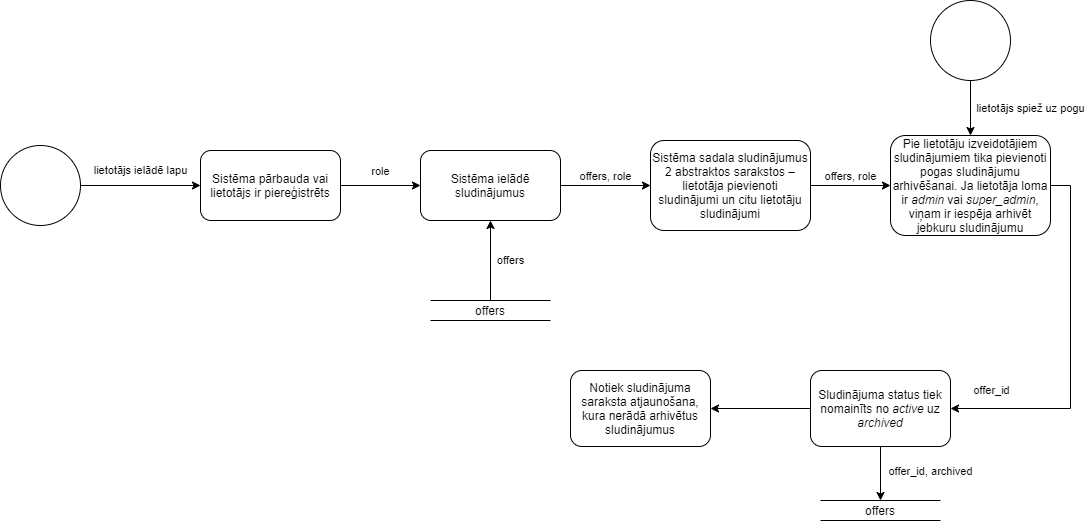 lietotājs spiež uz pogu
lietotājs ielādē lapu
Sistēma pārbauda vai
lietotājs ir piereģistrēts
role
Sistēma ielādē
sludinājumus
offers, role
Sistēma sadala sludinājumus
2 abstraktos sarakstos –
lietotāja pievienoti
sludinājumi un citu lietotāju
sludinājumi
offers, role
Pie lietotāju izveidotājiem
sludinājumiem tika pievienoti
pogas sludinājumu
arhivēšanai. Ja lietotāja loma
ir admin vai super_admin,
viņam ir iespēja arhivēt
jebkuru sludinājumu
offers
offers
offer_id
Sludinājuma status tiek
nomainīts no active uz
archived
Notiek sludinājuma
saraksta atjaunošana,
kura nerādā arhivētus
sludinājumus
offer_id, archived
offers